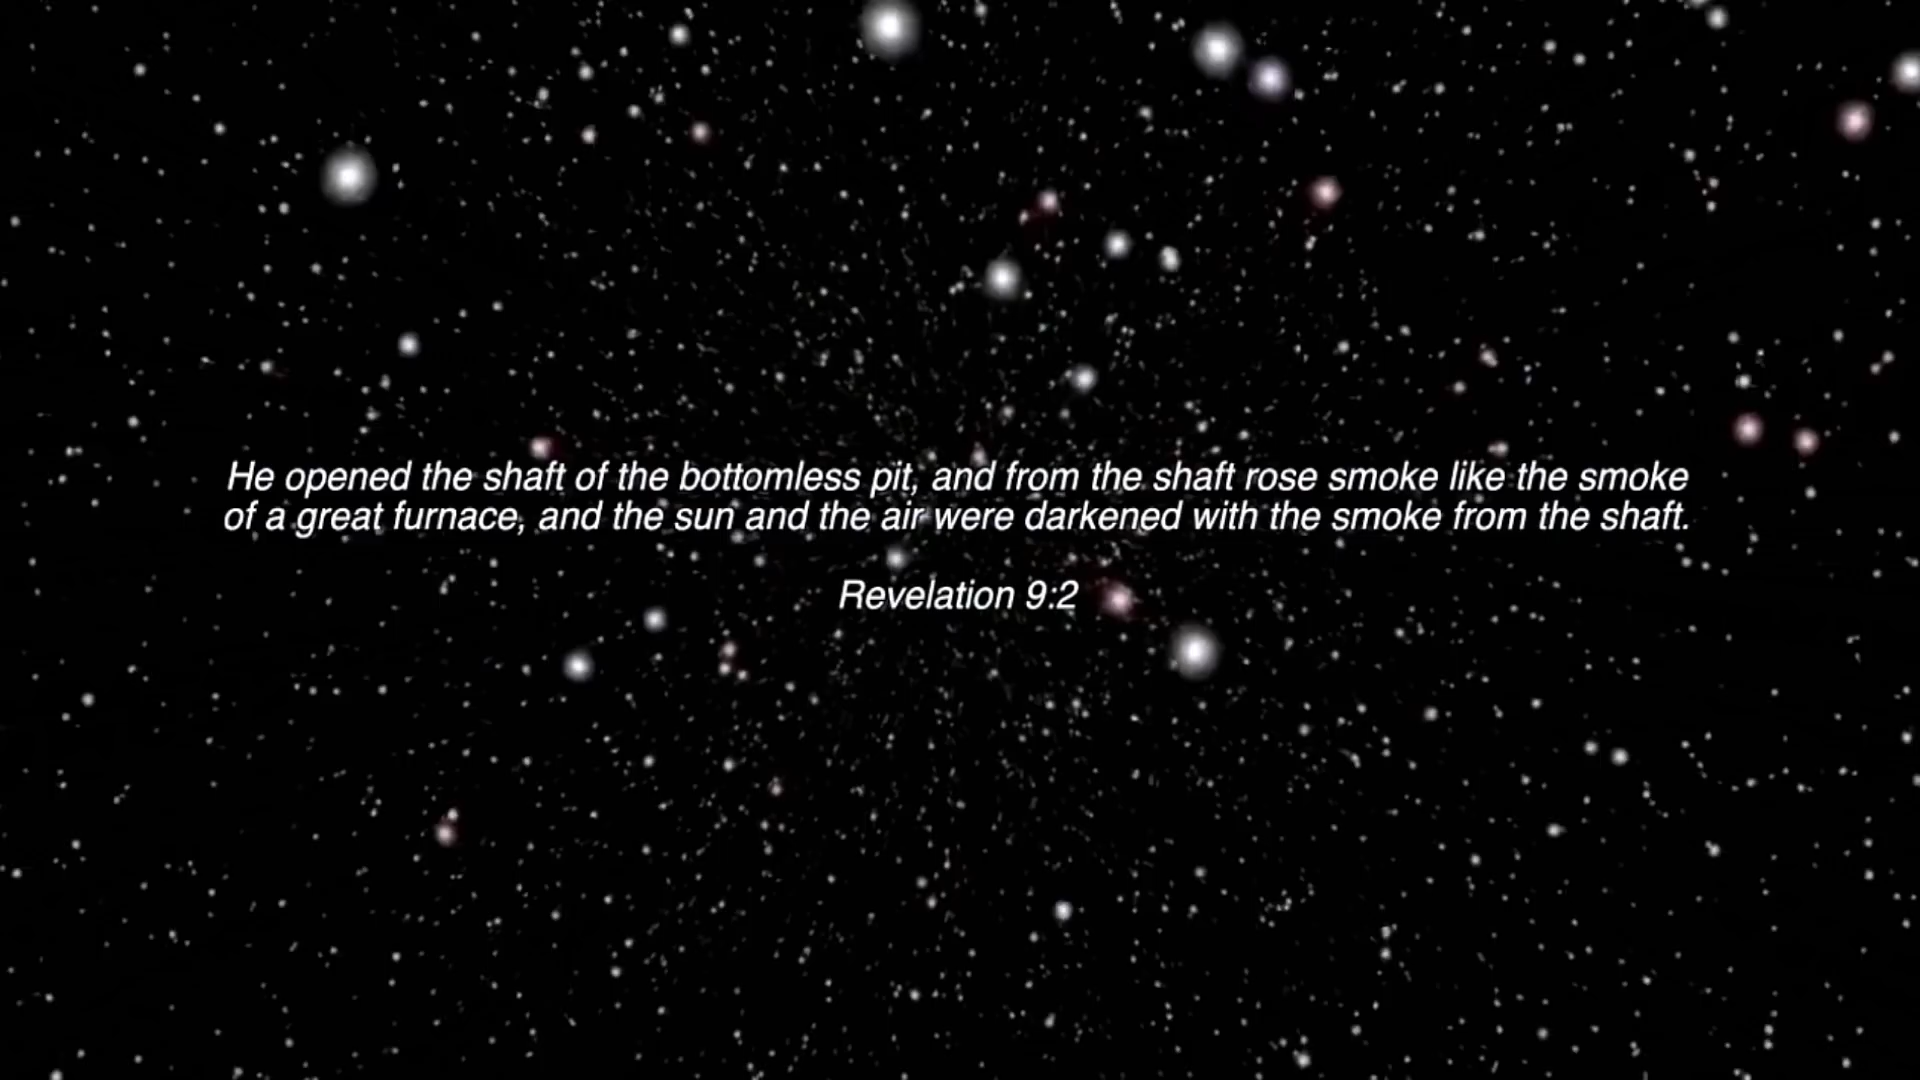 He opened the shaft of the bottomless pit, and from the shaft rose smoke like the smoke
of a great furnace, and the sun and the air were darkened with the smoke from the shaft.
Revelation 9:2